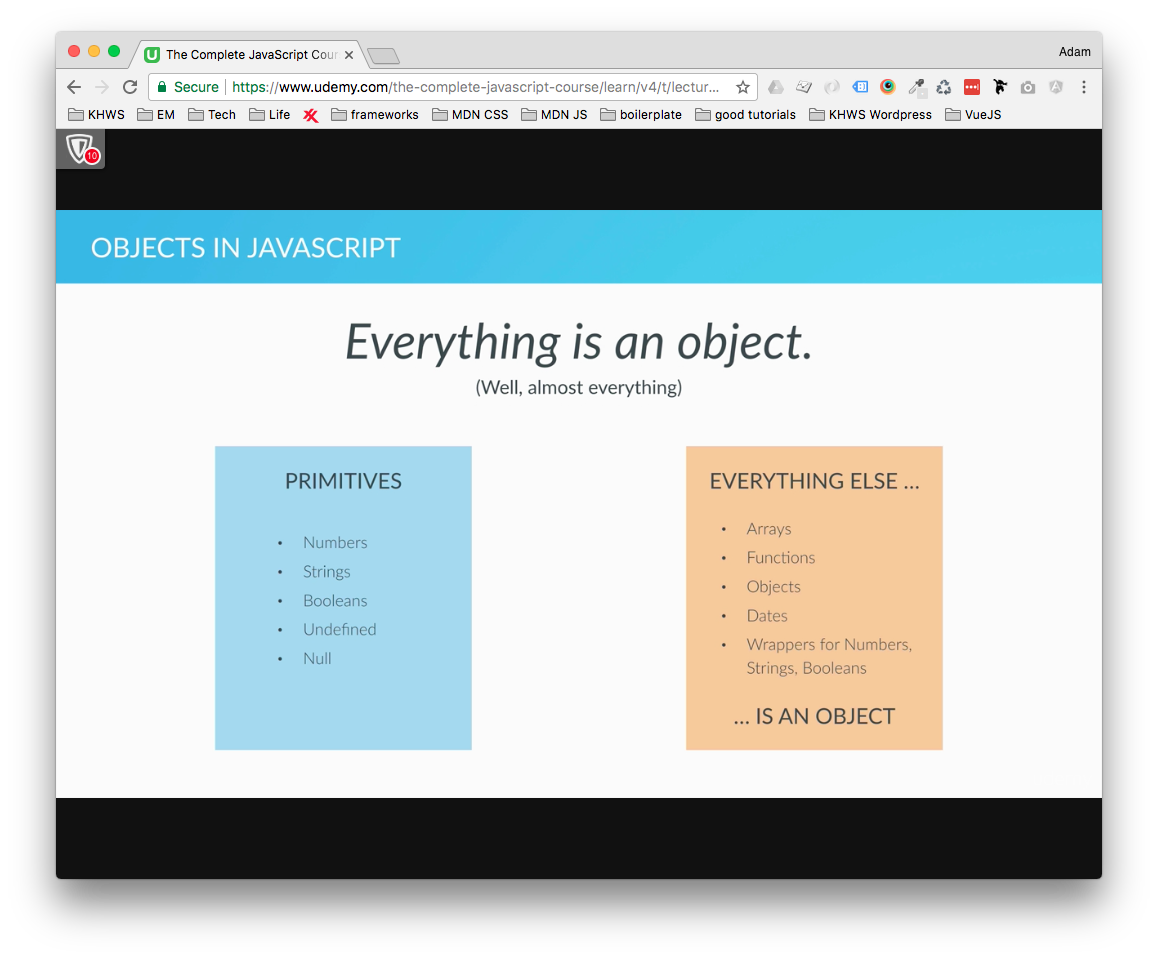 The Complete JavaScript Cour
Adam
Secure https://www.udemy.com/the-complete-javascript-course/learn/v4/t/lectur...
KHWS EM Tech Life frameworks MDN CSS MDN JS boilerplate good tutorials KHWS Wordpress VueJS
10
OBJECTS IN JAVASCRIPT
Everything is an object.
(Well, almost everything)
PRIMITIVES
• Numbers
• Strings
• Booleans
• Undefined
• Null
EVERYTHING ELSE ...
• Arrays
• Functions
• Objects
• Dates
• Wrappers for Numbers,
Strings, Booleans
... IS AN OBJECT